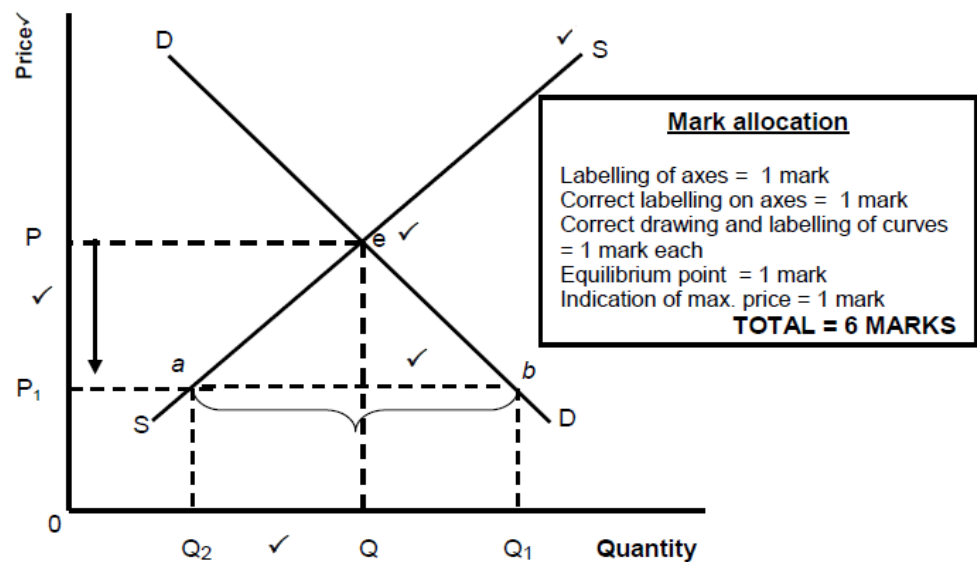 Price✓
D
✓
S
Mark allocation
Labelling of axes = 1 mark
Correct labelling on axes = 1 mark
Correct drawing and labelling of curves
= 1 mark each
Equilibrium point = 1 mark
Indication of max. price = 1 mark
TOTAL = 6 MARKS
P
e ✓
✓
a
✓
b
P₁
S
D
0
Q₂ ✓ Q Q₁ Quantity